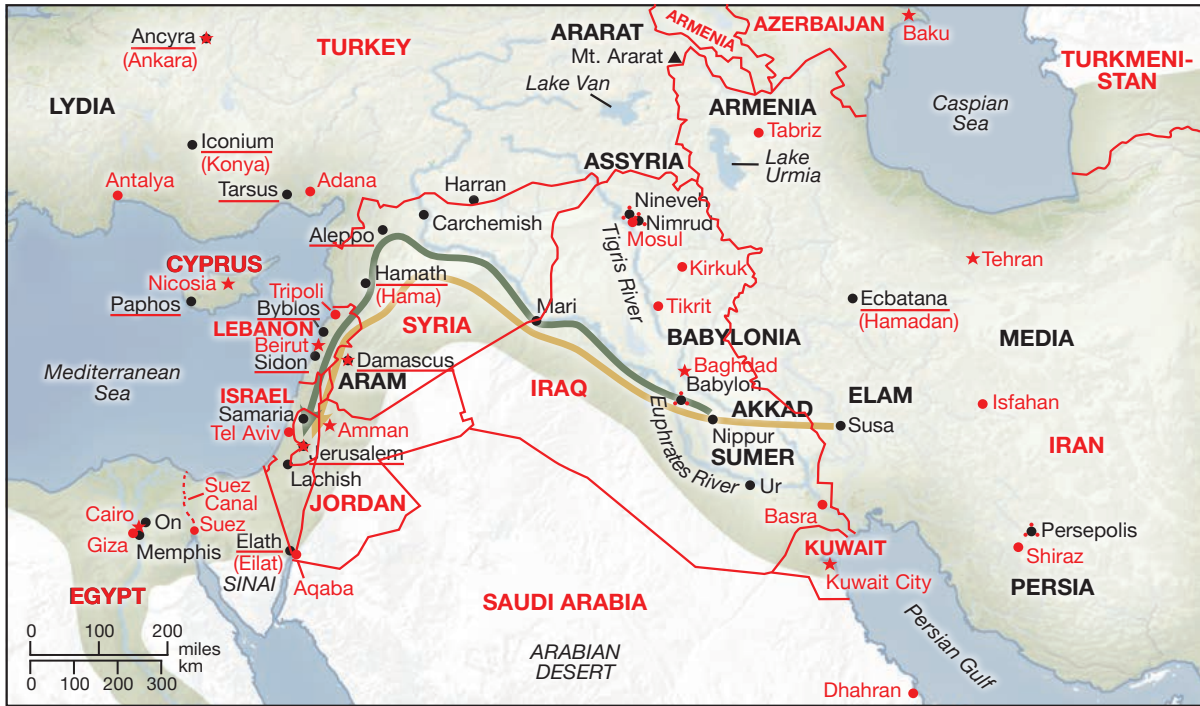 Ancyra
(Ankara)
TURKEY
ARARAT
Mt. Ararat
ARMENIA
AZERBAIJAN
Baku
TURKMENI-
STAN
LYDIA
Lake Van
ARMENIA
Tabriz
Caspian
Sea
Iconium
(Konya)
Antalya
Tarsus
Adana
Harran
Carchemish
ASSYRIA
Lake
Urmia
Nineveh
Nimrud
Mosul
Aleppo
CYPRUS
Nicosia
Paphos
Hamath
(Hama)
Tigris River
Kirkuk
Tehran
Tripoli
Byblos
LEBANON
Beirut
Sidon
SYRIA
Mari
Tikrit
Ecbatana
(Hamadan)
BABYLONIA
MEDIA
Mediterranean
Sea
Damascus
ARAM
IRAQ
Baghdad
Babylon
ISRAEL
Samaria
Tel Aviv
Amman
Jerusalem
Lachish
JORDAN
Euphrates River
AKKAD
Nippur
SUMER
Ur
ELAM
Susa
Isfahan
IRAN
Suez
Canal
Suez
Cairo
Giza
On
Memphis
Elath
(Eilat)
SINAI
Aqaba
EGYPT
Basra
KUWAIT
Kuwait City
Persepolis
Shiraz
PERSIA
SAUDI ARABIA
ARABIAN
DESERT
Persian Gulf
Dhahran
0 100 200
miles
km
0 100 200 300